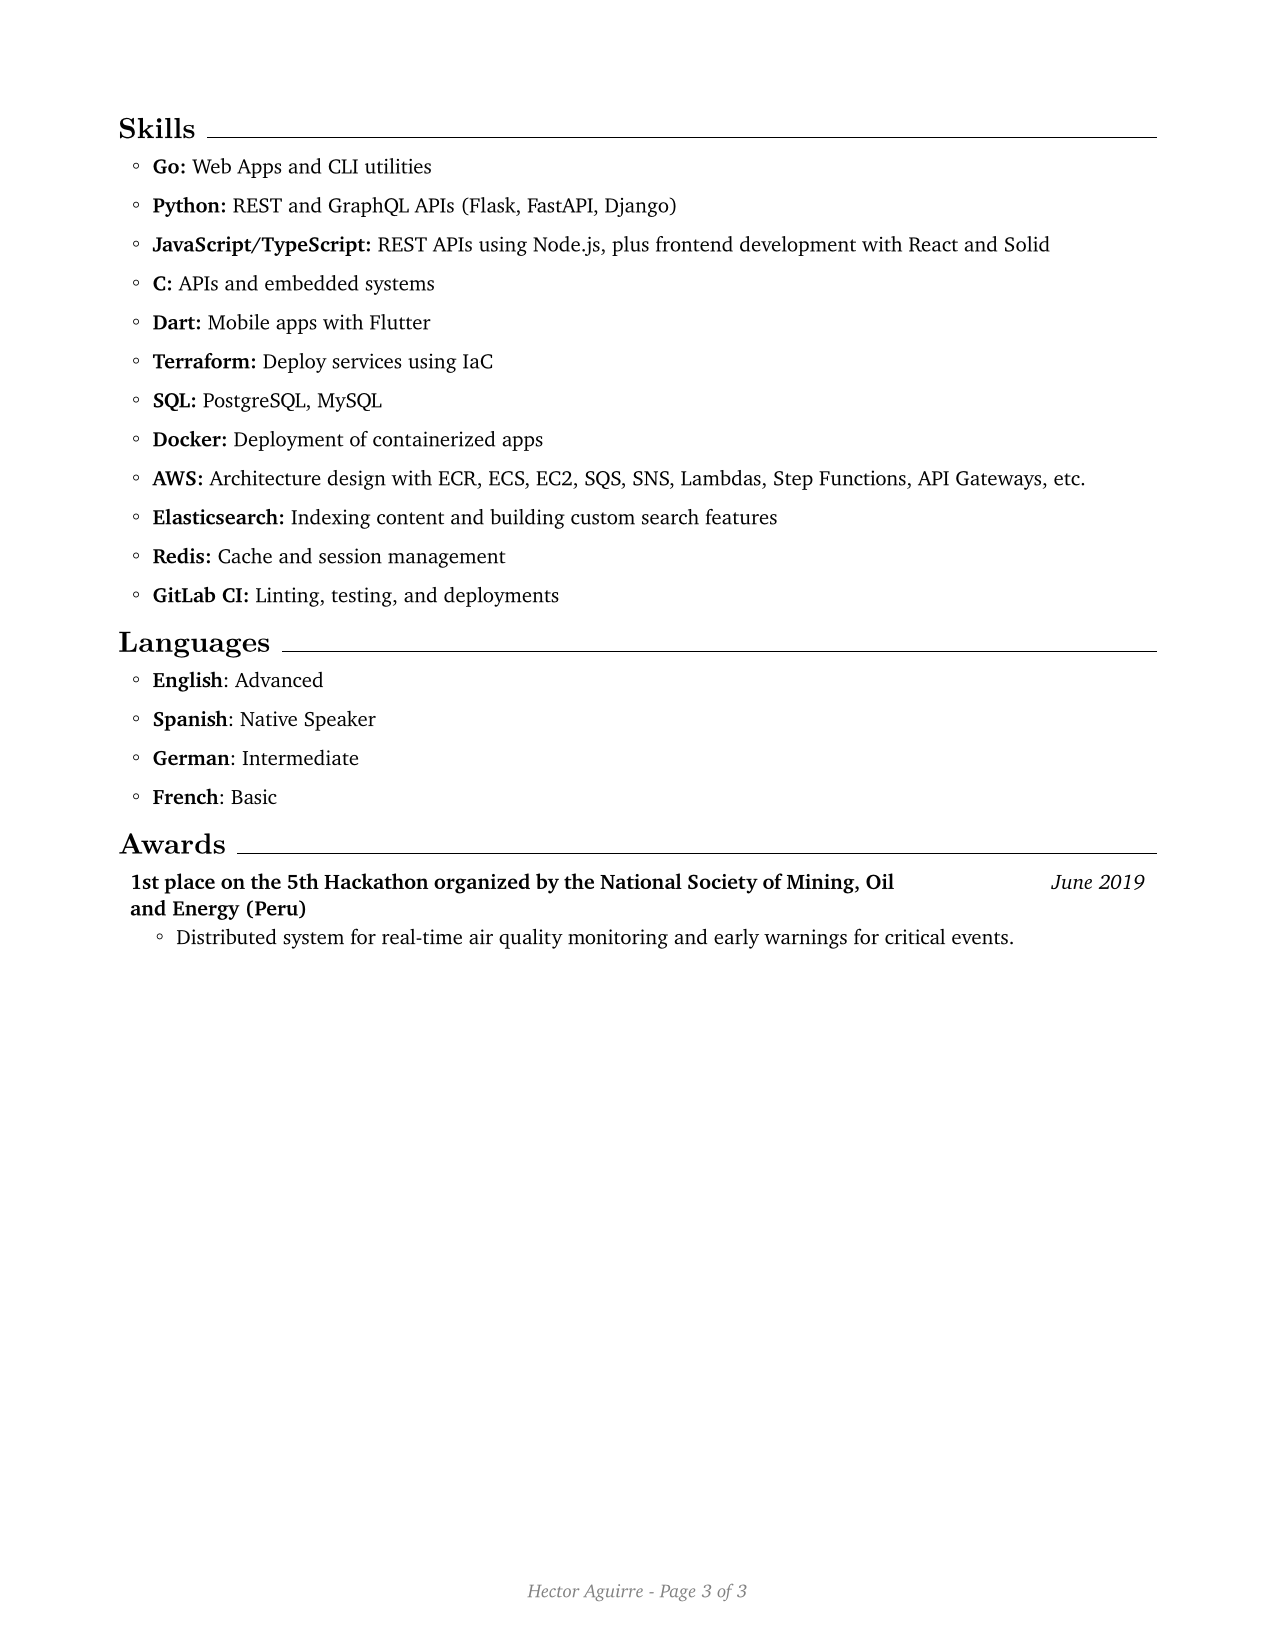 Skills
◦ Go: Web Apps and CLI utilities
◦ Python: REST and GraphQL APIs (Flask, FastAPI, Django)
◦ JavaScript/TypeScript: REST APIs using Node.js, plus frontend development with React and Solid
◦ C: APIs and embedded systems
◦ Dart: Mobile apps with Flutter
◦ Terraform: Deploy services using IaC
◦ SQL: PostgreSQL, MySQL
◦ Docker: Deployment of containerized apps
◦ AWS: Architecture design with ECR, ECS, EC2, SQS, SNS, Lambdas, Step Functions, API Gateways, etc.
◦ Elasticsearch: Indexing content and building custom search features
◦ Redis: Cache and session management
◦ GitLab CI: Linting, testing, and deployments
Languages
◦ English: Advanced
◦ Spanish: Native Speaker
◦ German: Intermediate
◦ French: Basic
Awards
1st place on the 5th Hackathon organized by the National Society of Mining, Oil June 2019
and Energy (Peru)
◦ Distributed system for real-time air quality monitoring and early warnings for critical events.
Hector Aguirre - Page 3 of 3